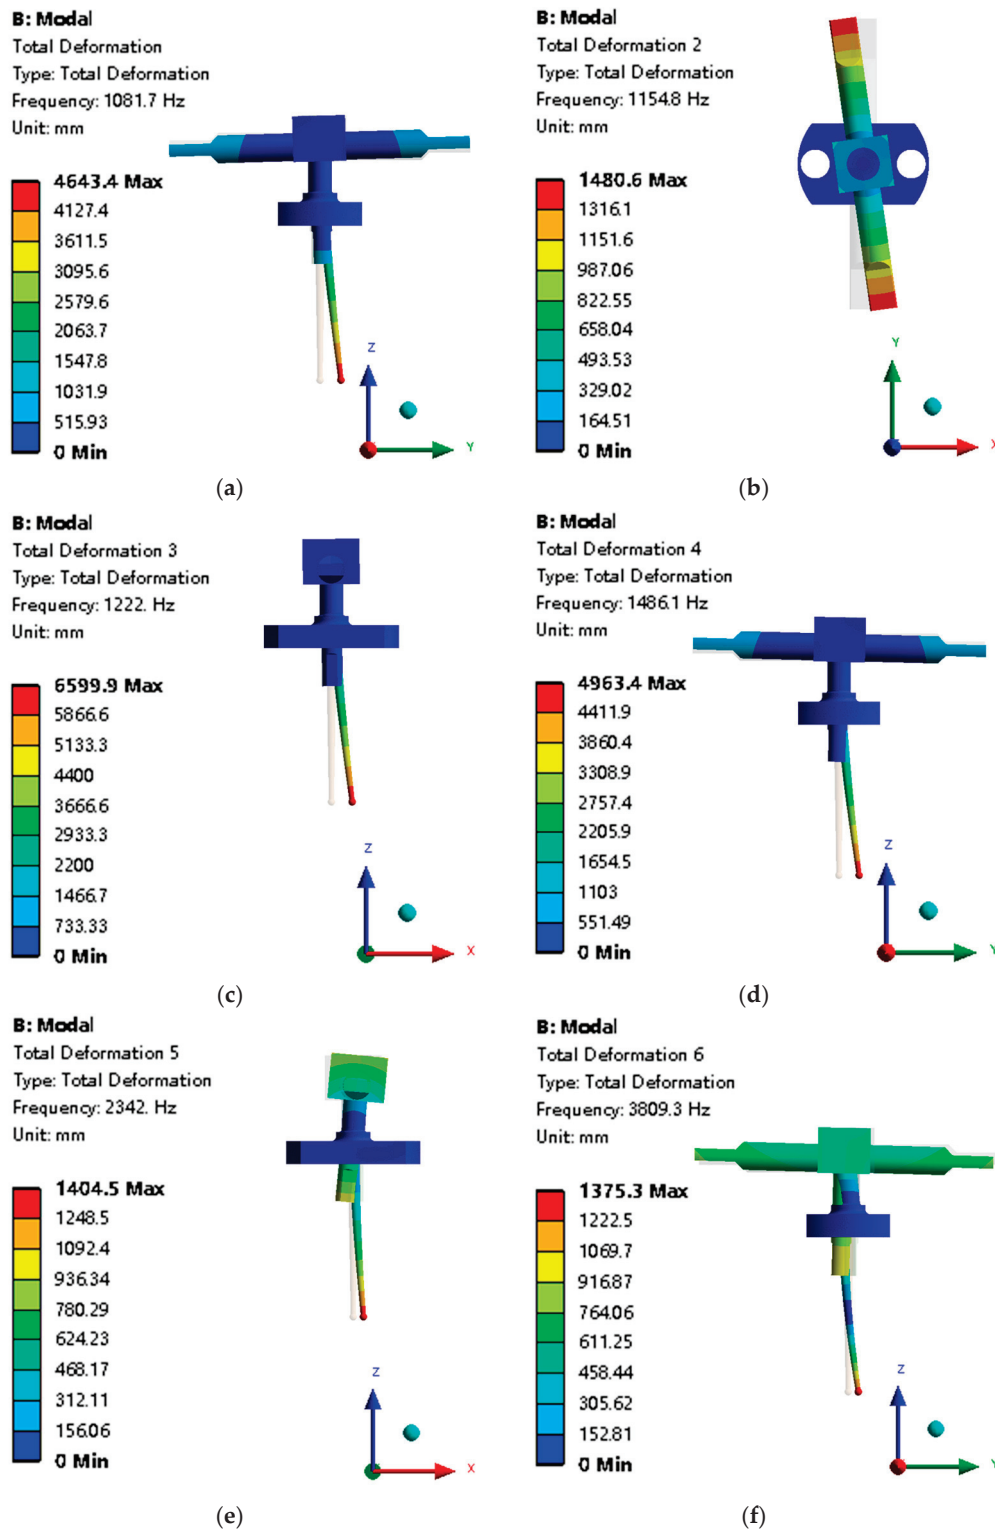 B: Modal
Total Deformation
Type: Total Deformation
Frequency: 1081.7 Hz
Unit: mm
4643.4 Max
4127.4
3611.5
3095.6
2579.6
2063.7
1547.8
1031.9
515.93
0 Min
Z
Y
(a)
B: Modal
Total Deformation 2
Type: Total Deformation
Frequency: 1154.8 Hz
Unit: mm
1480.6 Max
1316.1
1151.6
987.06
822.55
658.04
493.53
329.02
164.51
0 Min
Y
X
(b)
B: Modal
Total Deformation 3
Type: Total Deformation
Frequency: 1222. Hz
Unit: mm
6599.9 Max
5866.6
5133.3
4400
3666.6
2933.3
2200
1466.7
733.33
0 Min
Z
X
(c)
B: Modal
Total Deformation 4
Type: Total Deformation
Frequency: 1486.1 Hz
Unit: mm
4963.4 Max
4411.9
3860.4
3308.9
2757.4
2205.9
1654.5
1103
551.49
0 Min
Z
Y
(d)
B: Modal
Total Deformation 5
Type: Total Deformation
Frequency: 2342. Hz
Unit: mm
1404.5 Max
1248.5
1092.4
936.34
780.29
624.23
468.17
312.11
156.06
0 Min
Z
X
(e)
B: Modal
Total Deformation 6
Type: Total Deformation
Frequency: 3809.3 Hz
Unit: mm
1375.3 Max
1222.5
1069.7
916.87
764.06
611.25
458.44
305.62
152.81
0 Min
Z
Y
(f)